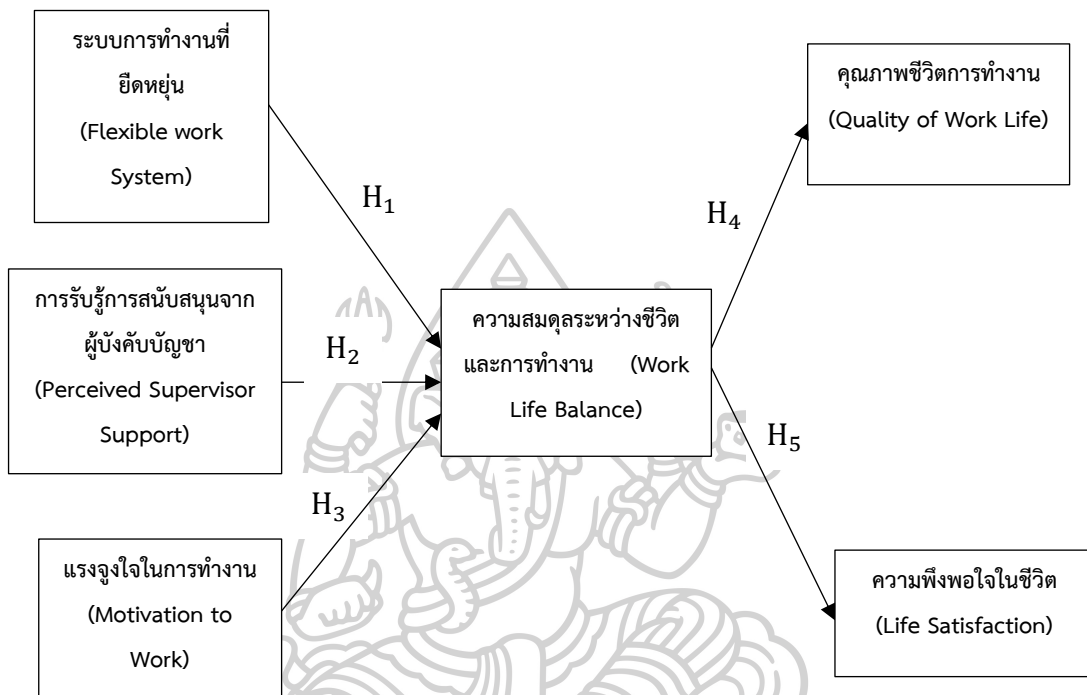 ระบบการทำงานที่
ยืดหยุ่น
(Flexible work
System)
H₁
การรับรู้การสนับสนุนจาก
ผู้บังคับบัญชา
(Perceived Supervisor
Support)
H₂
แรงจูงใจในการทำงาน
(Motivation to
Work)
H₃
ความสมดุลระหว่างชีวิต
และการทำงาน (Work
Life Balance)
คุณภาพชีวิตการทำงาน
(Quality of Work Life)
H₄
H₅
ความพึงพอใจในชีวิต
(Life Satisfaction)